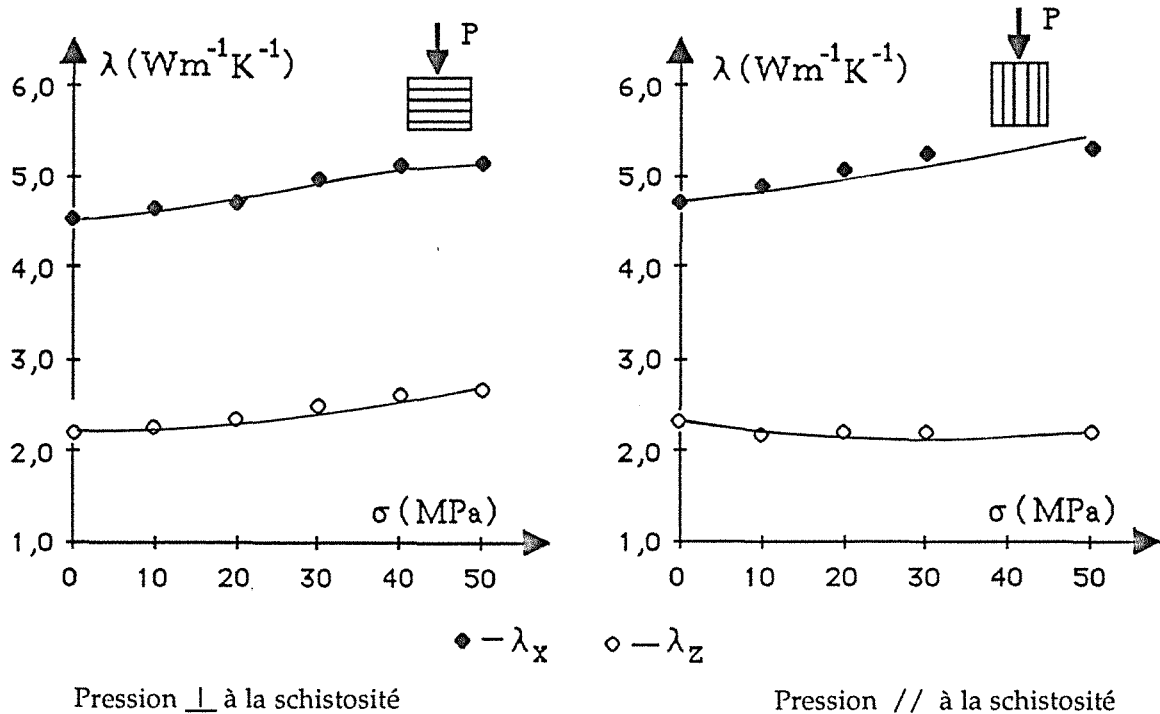 P
λ (Wm⁻¹K⁻¹)
6,0
5,0
4,0
3,0
2,0
1,0
σ (MPa)
0 10 20 30 40 50
P
λ (Wm⁻¹K⁻¹)
6,0
5,0
4,0
3,0
2,0
1,0
σ (MPa)
0 10 20 30 40 50
– λx – λz
Pression ⊥ à la schistosité
Pression // à la schistosité